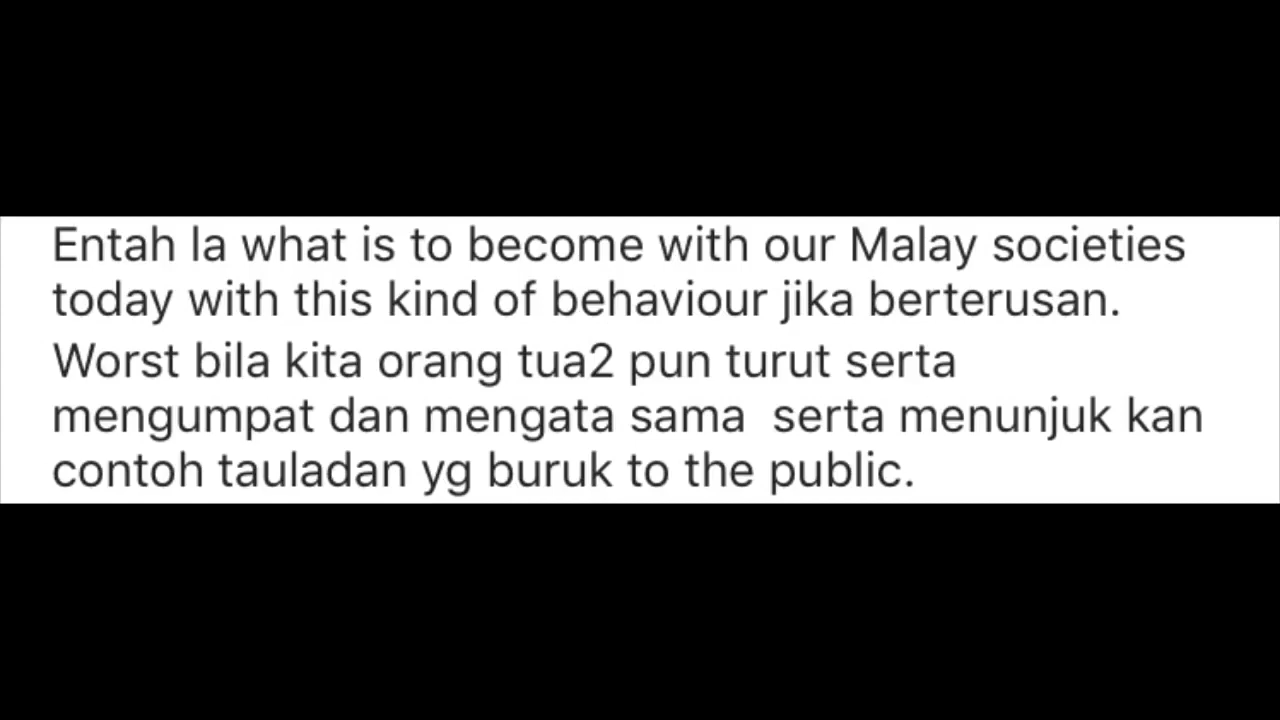 Entah la what is to become with our Malay societies
today with this kind of behaviour jika berterusan.
Worst bila kita orang tua2 pun turut serta
mengumpat dan mengata sama  serta menunjuk kan
contoh tauladan yg buruk to the public.